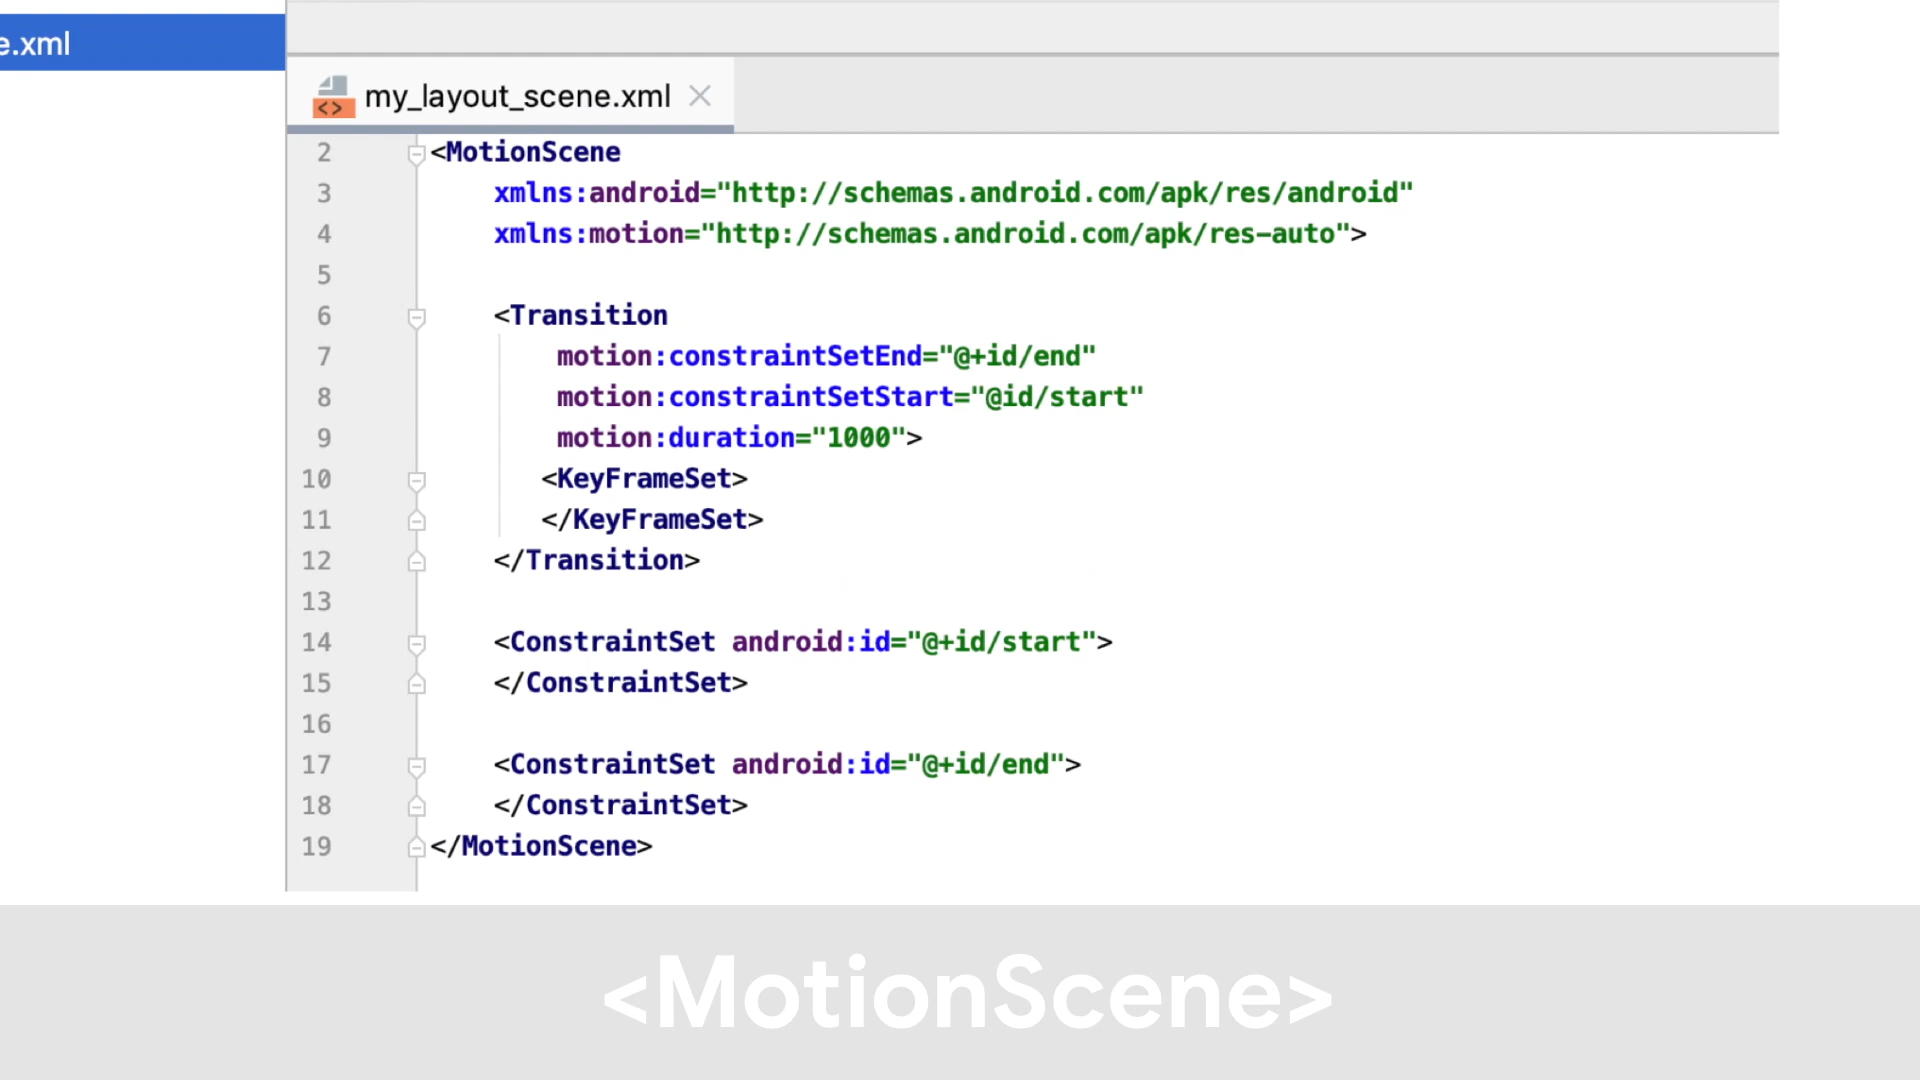 e.xml
my_layout_scene.xml
2 <MotionScene
3 xmlns:android="http://schemas.android.com/apk/res/android"
4 xmlns:motion="http://schemas.android.com/apk/res-auto">
5
6 <Transition
7 motion:constraintSetEnd="@+id/end"
8 motion:constraintSetStart="@id/start"
9 motion:duration="1000">
10 <KeyFrameSet>
11 </KeyFrameSet>
12 </Transition>
13
14 <ConstraintSet android:id="@+id/start">
15 </ConstraintSet>
16
17 <ConstraintSet android:id="@+id/end">
18 </ConstraintSet>
19 </MotionScene>
<MotionScene>